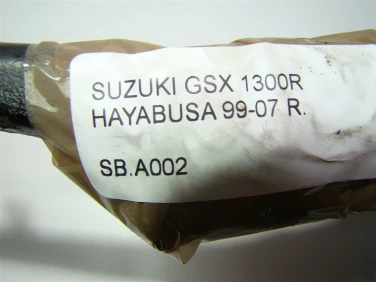 SUZUKI GSX 1300R
HAYABUSA 99-07 R.
SB.A002